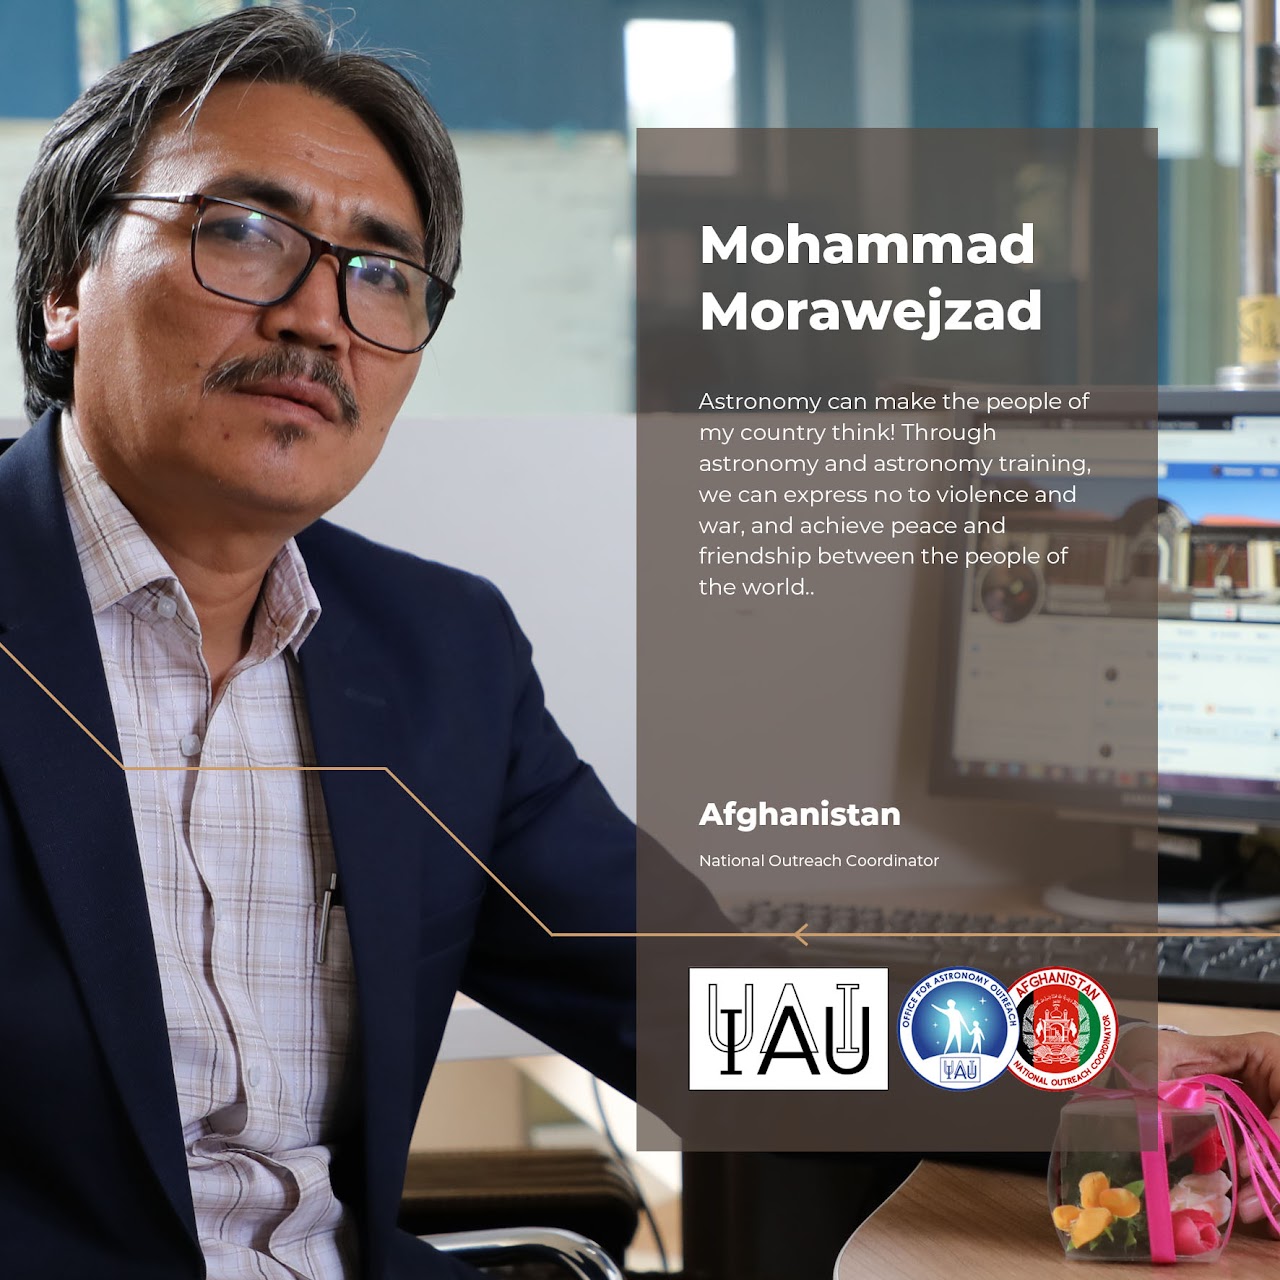 Mohammad
Morawejzad
Astronomy can make the people of
my country think! Through
astronomy and astronomy training,
we can express no to violence and
war, and achieve peace and
friendship between the people of
the world..
Afghanistan
National Outreach Coordinator
IAU
UAI
OFFICE FOR ASTRONOMY OUTREACH
IAU
AFGHANISTAN
NATIONAL OUTREACH COORDINATOR